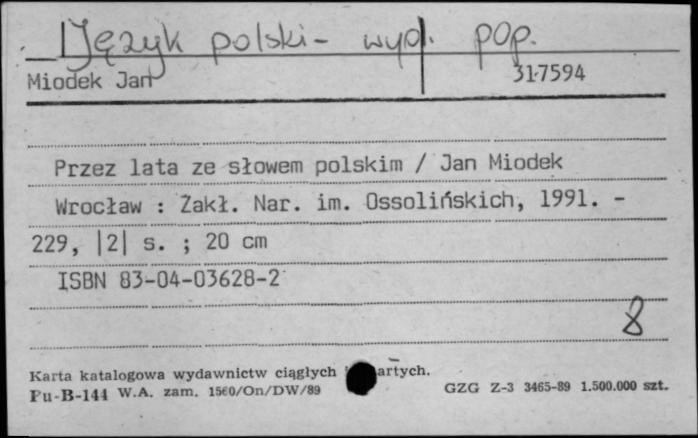 Język polski - wyd. pop.
Miodek Jan 31-7594
Przez lata ze słowem polskim / Jan Miodek
Wrocław : Zakł. Nar. im. Ossolińskich, 1991. -
229, |2| s. ; 20 cm
ISBN 83-04-03628-2
8
Karta katalogowa wydawnictw ciągłych artych.
Pu-B-144 W.A. zam. 1560/On/DW/89 GZG Z-3 3465-89 1.500.000 szt.